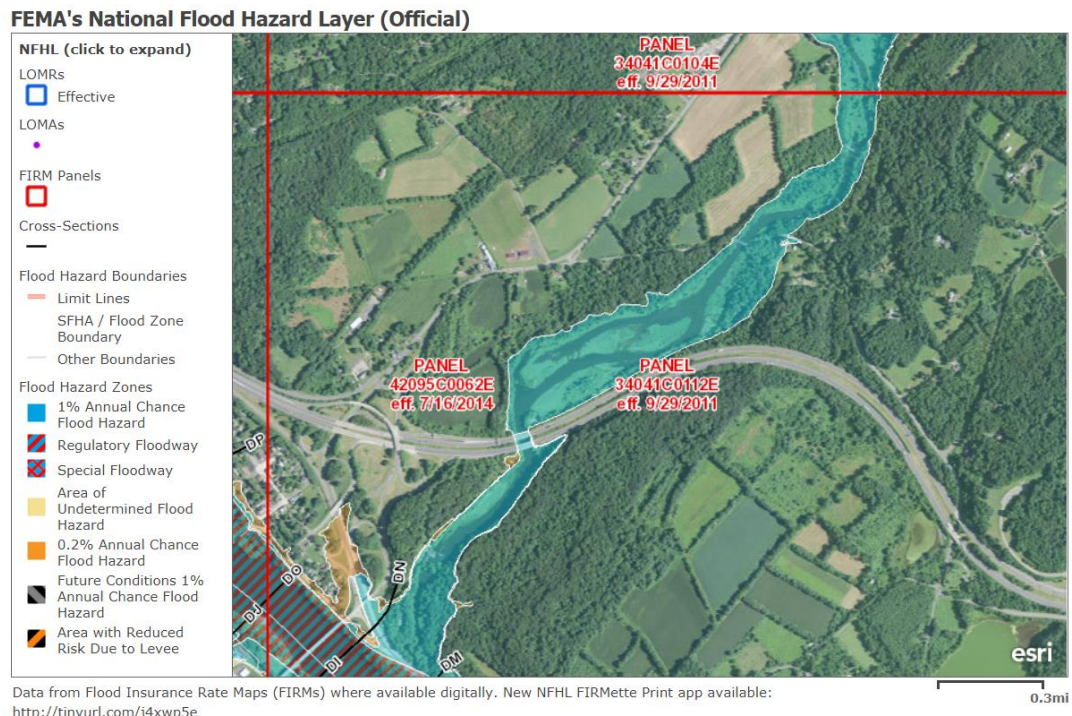 FEMA's National Flood Hazard Layer (Official)
NFHL (click to expand)
LOMRs
Effective
LOMAs
FIRM Panels
Cross-Sections
Flood Hazard Boundaries
Limit Lines
SFHA / Flood Zone
Boundary
Other Boundaries
Flood Hazard Zones
1% Annual Chance
Flood Hazard
Regulatory Floodway
Special Floodway
Area of
Undetermined Flood
Hazard
0.2% Annual Chance
Flood Hazard
Future Conditions 1%
Annual Chance Flood
Hazard
Area with Reduced
Risk Due to Levee
PANEL
34041C0104E
eff. 9/29/2011
PANEL
42095C0062E
eff. 7/16/2014
PANEL
34041C0112E
eff. 9/29/2011
DP
DO
DN
DJ
DI
DM
esri
0.3mi
Data from Flood Insurance Rate Maps (FIRMs) where available digitally. New NFHL FIRMette Print app available:
http://tinyurl.com/j4xwp5e